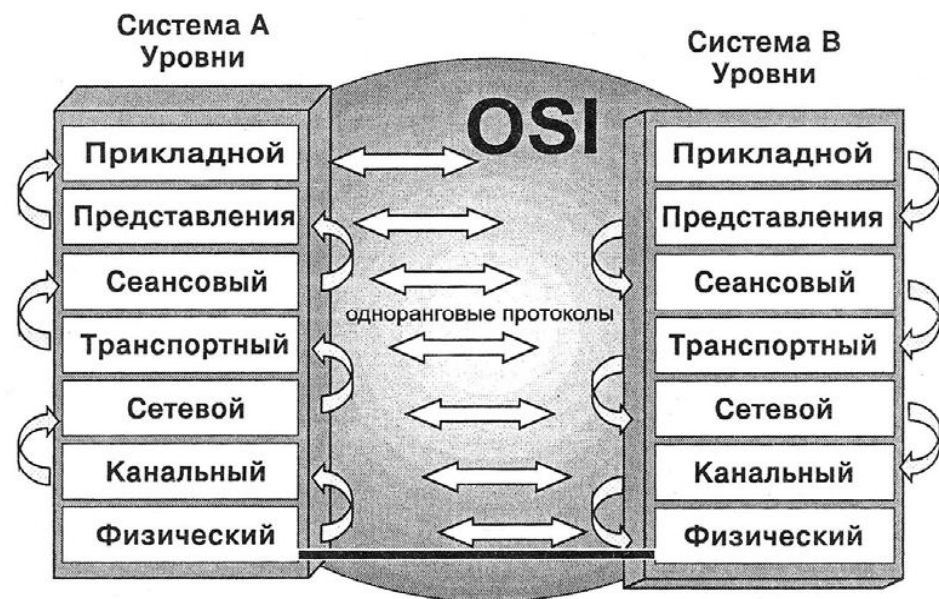 Система А
Уровни
Прикладной
Представления
Сеансовый
Транспортный
Сетевой
Канальный
Физический
OSI
одноранговые протоколы
Система В
Уровни
Прикладной
Представления
Сеансовый
Транспортный
Сетевой
Канальный
Физический